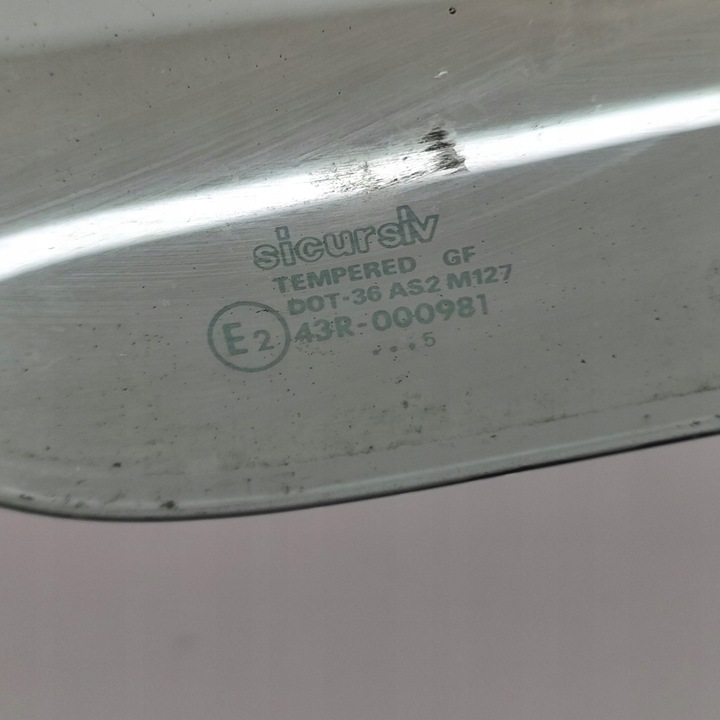 sicursiv
TEMPERED GF
DOT-36 AS2 M127
E2 43R-000981
...5